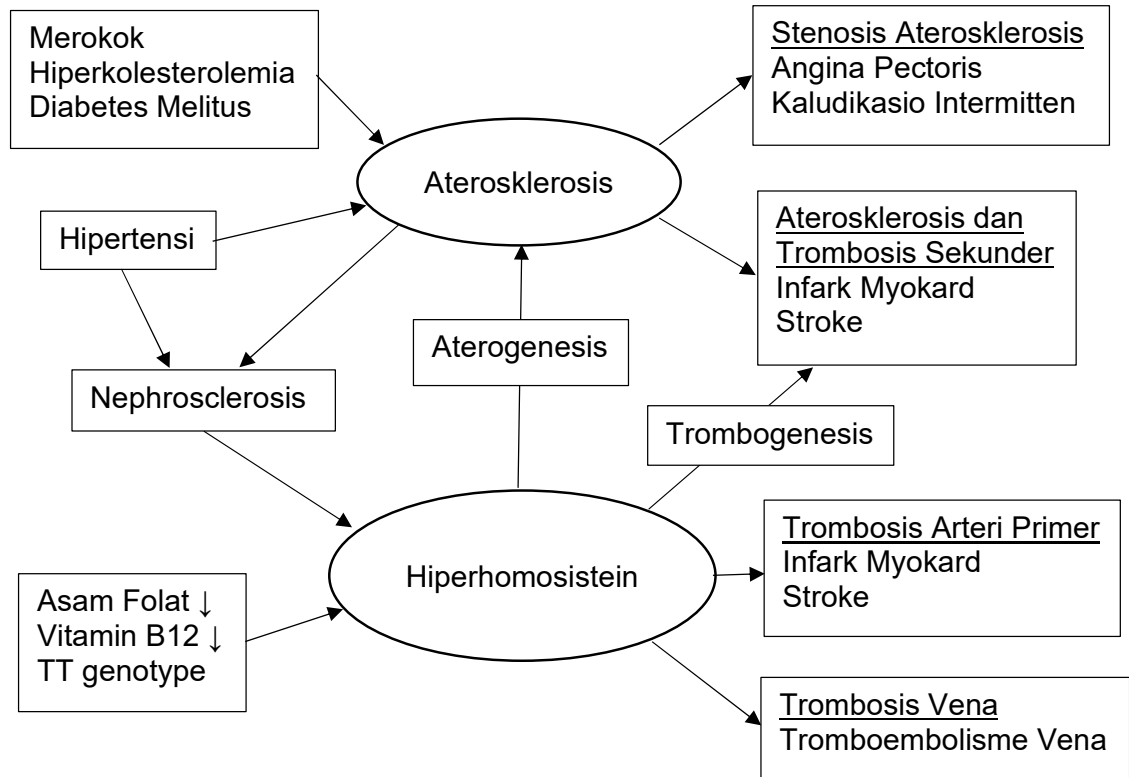 Merokok
Hiperkolesterolemia
Diabetes Melitus
Stenosis Aterosklerosis
Angina Pectoris
Kaludikasio Intermitten
Aterosklerosis
Hipertensi
Aterosklerosis dan
Trombosis Sekunder
Infark Myokard
Stroke
Aterogenesis
Nephrosclerosis
Trombogenesis
Hiperhomosistein
Trombosis Arteri Primer
Infark Myokard
Stroke
Asam Folat ↓
Vitamin B12 ↓
TT genotype
Trombosis Vena
Tromboembolisme Vena